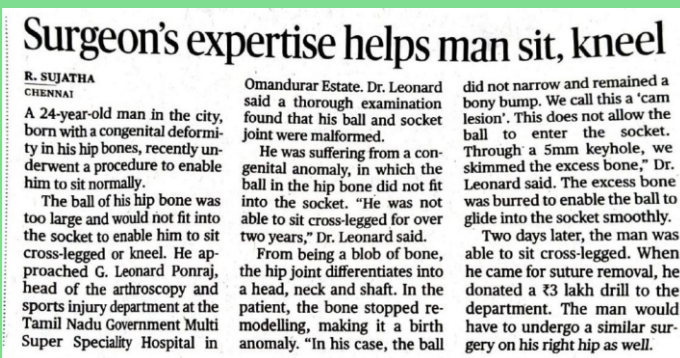 Surgeon's expertise helps man sit, kneel
R. SUJATHA
CHENNAI
A 24-year-old man in the city,
born with a congenital deformi-
ty in his hip bones, recently un-
derwent a procedure to enable
him to sit normally.
The ball of his hip bone was
too large and would not fit into
the socket to enable him to sit
cross-legged or kneel. He ap-
proached G. Leonard Ponraj,
head of the arthroscopy and
sports injury department at the
Tamil Nadu Government Multi
Super Speciality Hospital in
Omandurar Estate. Dr. Leonard
said a thorough examination
found that his ball and socket
joint were malformed.
He was suffering from a con-
genital anomaly, in which the
ball in the hip bone did not fit
into the socket. "He was not
able to sit cross-legged for over
two years," Dr. Leonard said.
From being a blob of bone,
the hip joint differentiates into
a head, neck and shaft. In the
patient, the bone stopped re-
modelling, making it a birth
anomaly. "In his case, the ball
did not narrow and remained a
bony bump. We call this a 'cam
lesion'. This does not allow the
ball to enter the socket.
Through a 5mm keyhole, we
skimmed the excess bone," Dr.
Leonard said. The excess bone
was burred to enable the ball to
glide into the socket smoothly.
Two days later, the man was
able to sit cross-legged. When
he came for suture removal, he
donated a ₹3 lakh drill to the
department. The man would
have to undergo a similar sur-
gery on his right hip as well.